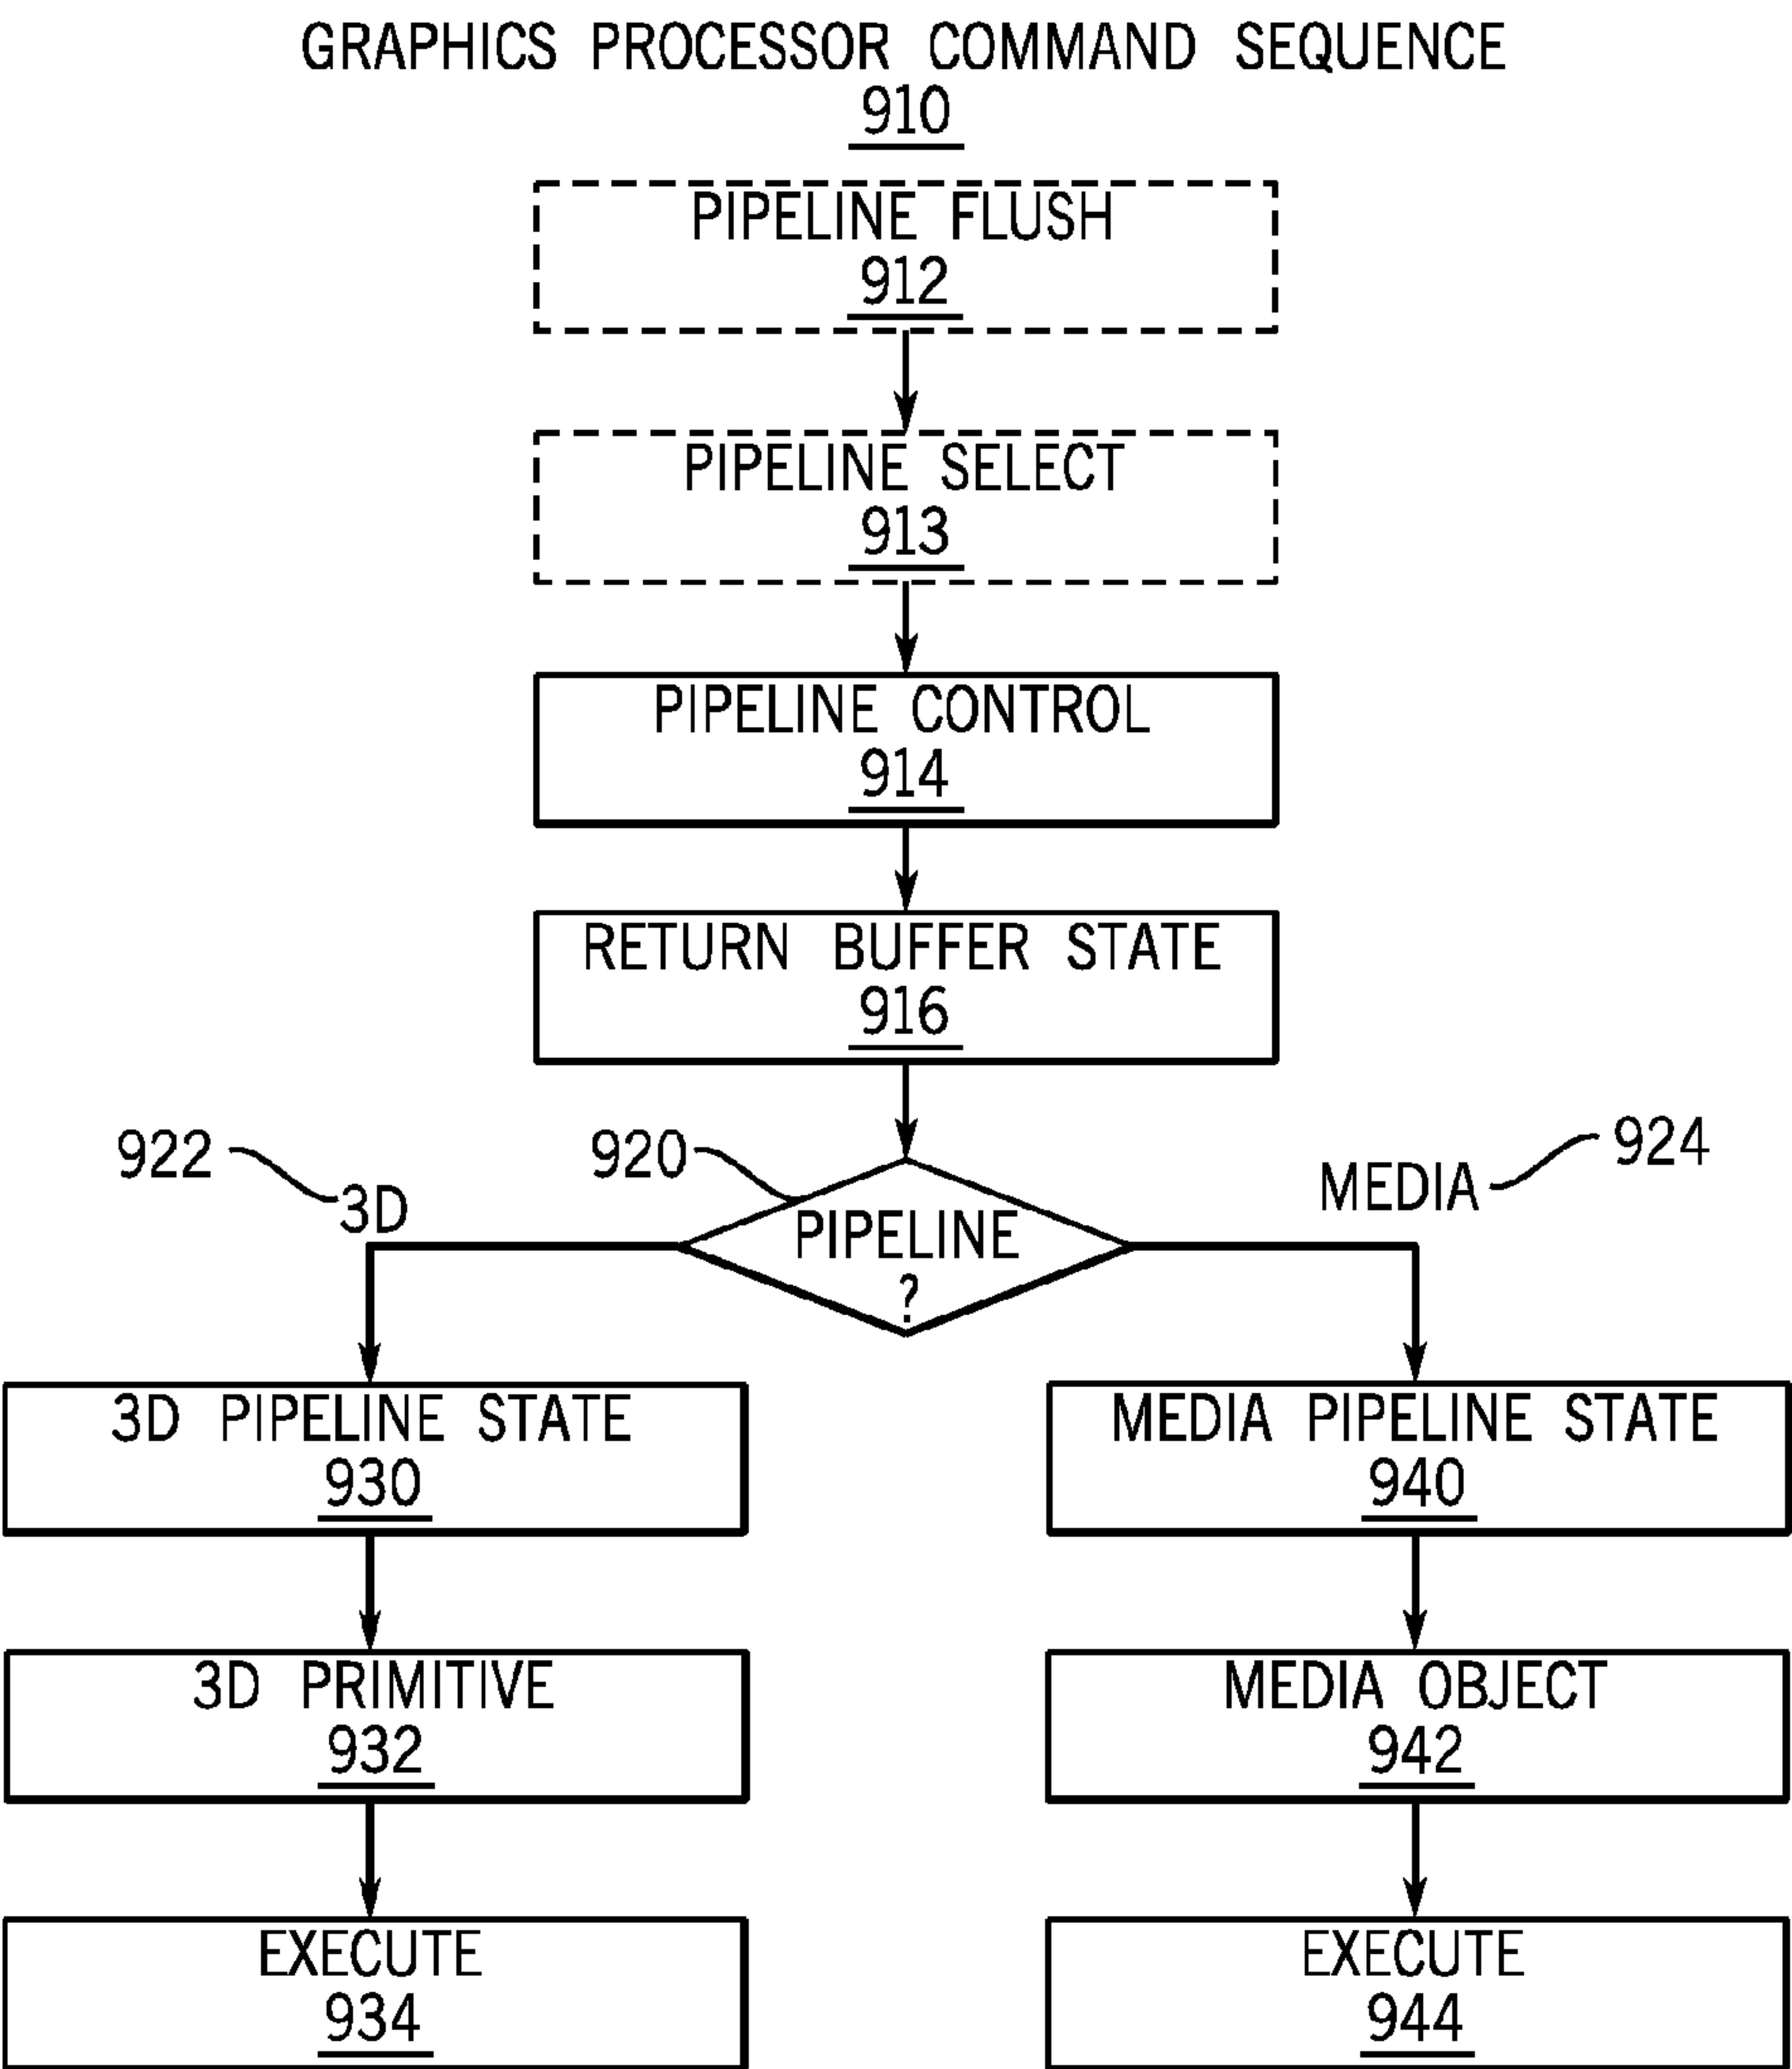 GRAPHICS PROCESSOR COMMAND SEQUENCE
910
PIPELINE FLUSH
912
PIPELINE SELECT
913
PIPELINE CONTROL
914
RETURN BUFFER STATE
916
922
3D
920
PIPELINE
?
MEDIA
924
3D PIPELINE STATE
930
3D PRIMITIVE
932
EXECUTE
934
MEDIA PIPELINE STATE
940
MEDIA OBJECT
942
EXECUTE
944